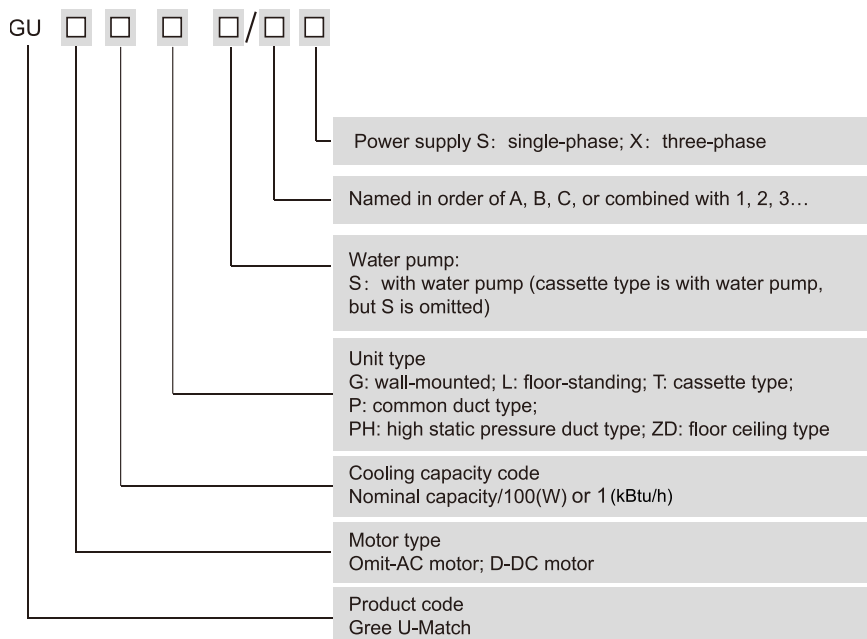 GU □ □ □ □/□ □
Power supply S: single-phase; X: three-phase
Named in order of A, B, C, or combined with 1, 2, 3…
Water pump:
S: with water pump (cassette type is with water pump,
but S is omitted)
Unit type
G: wall-mounted; L: floor-standing; T: cassette type;
P: common duct type;
PH: high static pressure duct type; ZD: floor ceiling type
Cooling capacity code
Nominal capacity/100(W) or 1 (kBtu/h)
Motor type
Omit-AC motor; D-DC motor
Product code
Gree U-Match